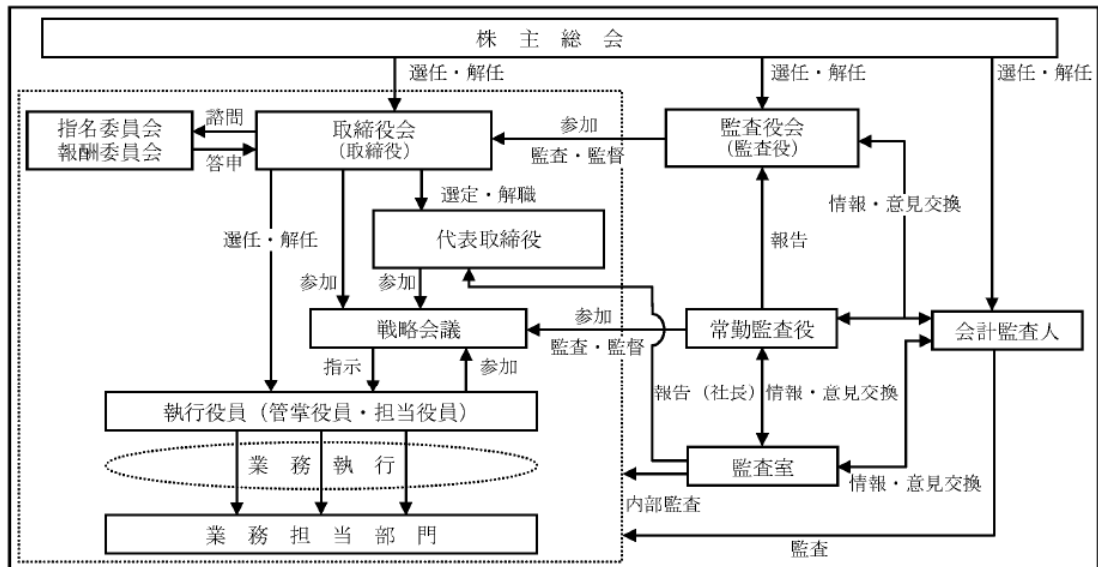 株主総会
選任・解任
選任・解任
選任・解任
指名委員会
報酬委員会
諮問
答申
取締役会
（取締役）
参加
監査・監督
監査役会
（監査役）
選定・解職
情報・意見交換
選任・解任
代表取締役
報告
参加
参加
戦略会議
参加
監査・監督
常勤監査役
会計監査人
指示
参加
報告（社長）
情報・意見交換
執行役員（管掌役員・担当役員）
業務執行
監査室
情報・意見交換
内部監査
業務担当部門
監査